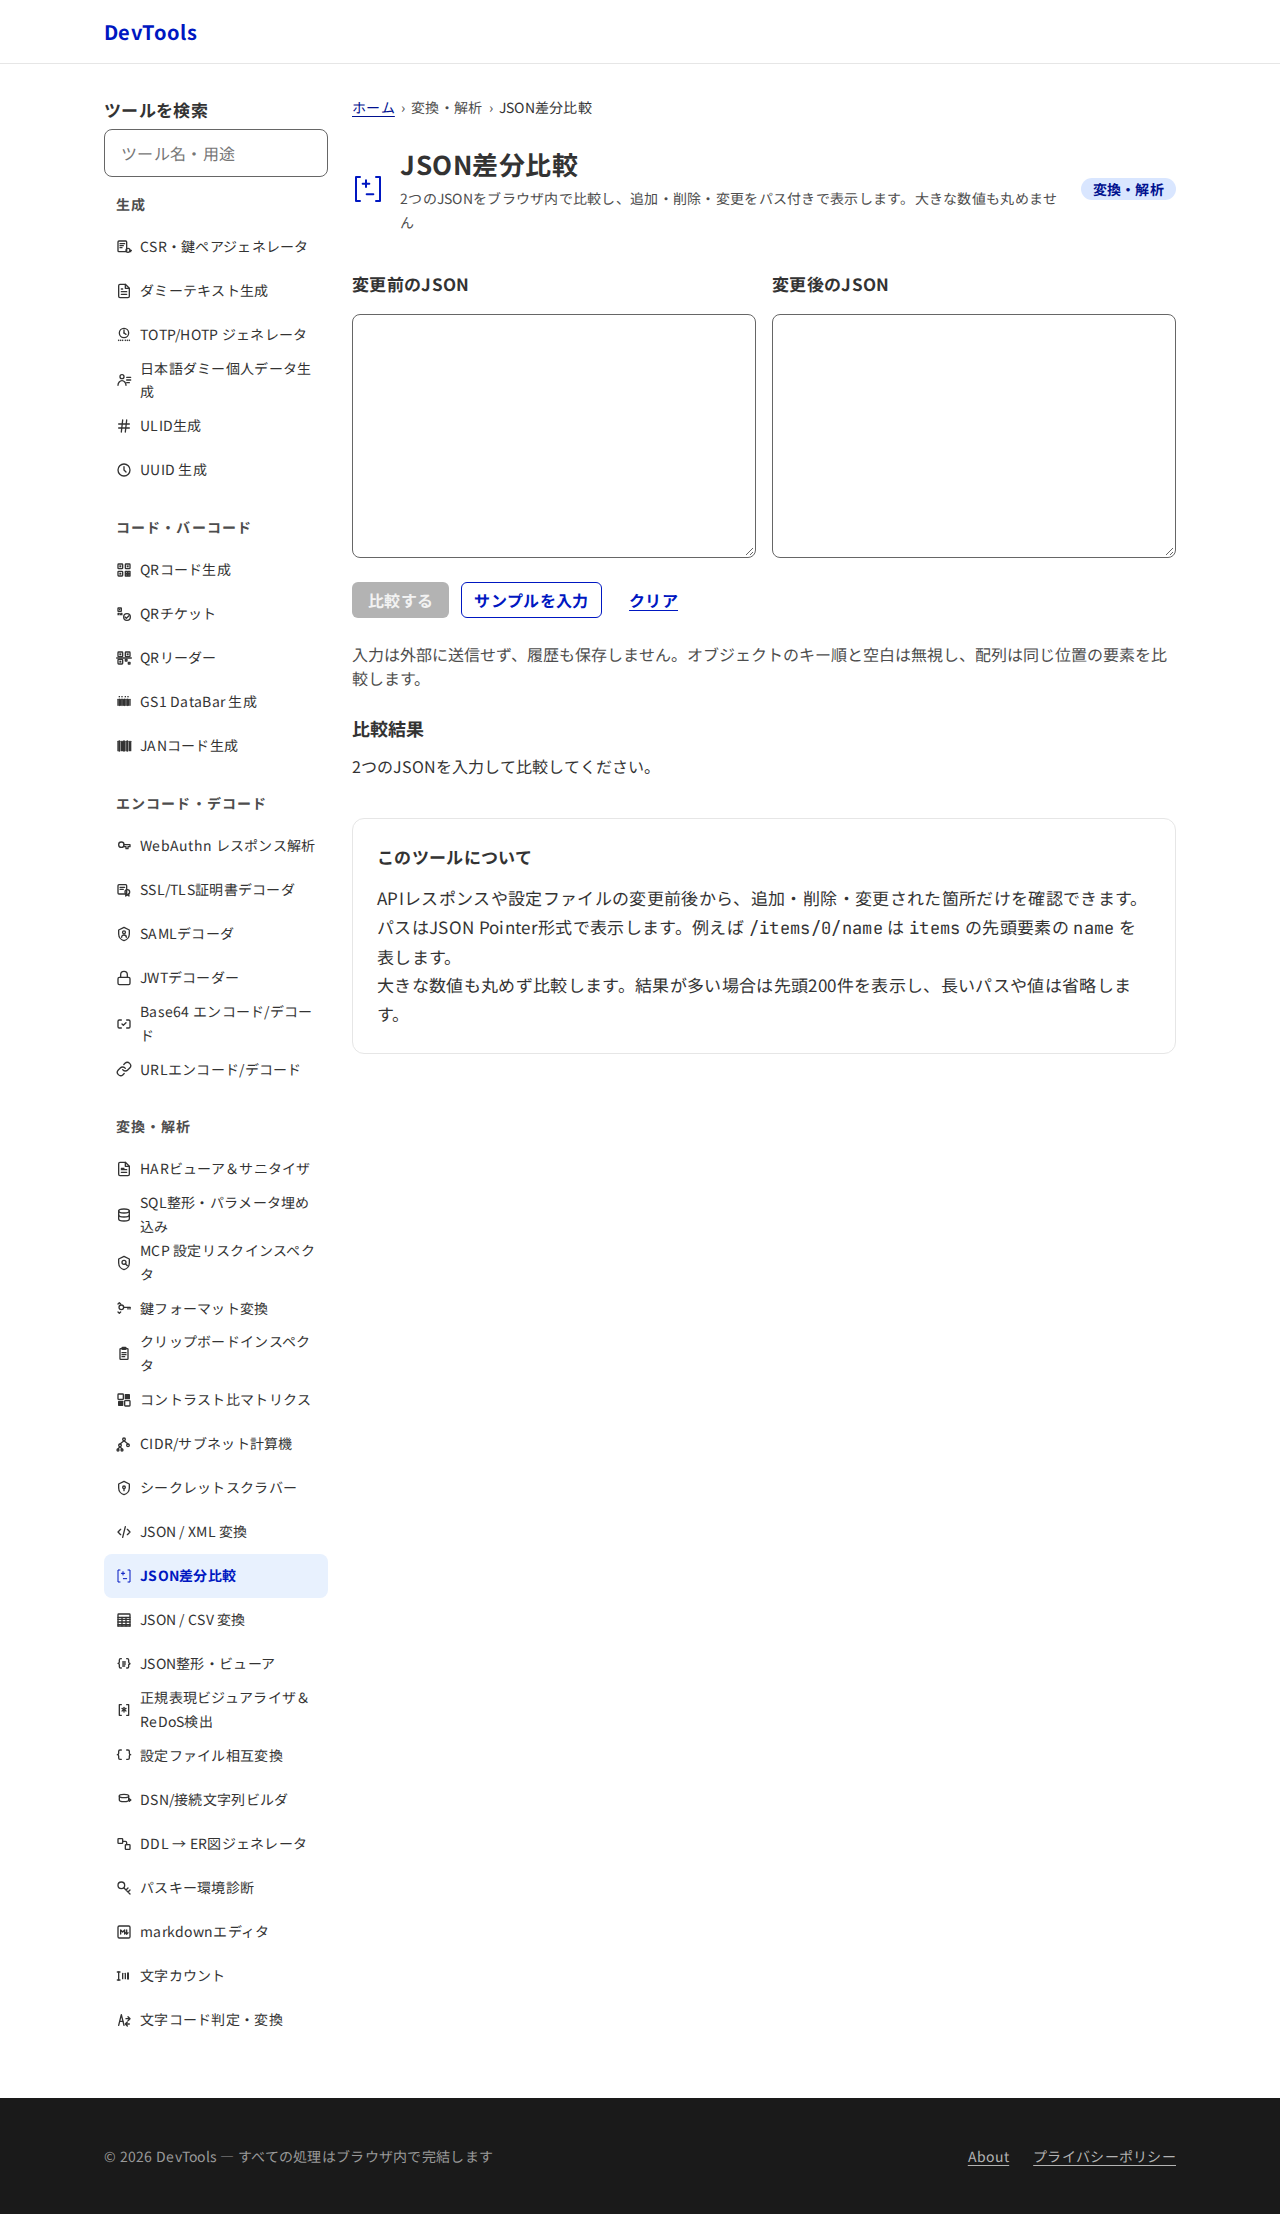 DevTools
ツールを検索
ツール名・用途
生成
CSR・鍵ペアジェネレータ
ダミーテキスト生成
TOTP/HOTP ジェネレータ
日本語ダミー個人データ生
成
ULID生成
UUID 生成
コード・バーコード
QRコード生成
QRチケット
QRリーダー
GS1 DataBar 生成
JANコード生成
エンコード・デコード
WebAuthn レスポンス解析
SSL/TLS証明書デコーダ
SAMLデコーダ
JWTデコーダー
Base64 エンコード/デコー
ド
URLエンコード/デコード
変換・解析
HARビューア＆サニタイザ
SQL整形・パラメータ埋め
込み
MCP 設定リスクインスペク
タ
鍵フォーマット変換
クリップボードインスペク
タ
コントラスト比マトリクス
CIDR/サブネット計算機
シークレットスクラバー
JSON / XML 変換
JSON差分比較
JSON / CSV 変換
JSON整形・ビューア
正規表現ビジュアライザ＆
ReDoS検出
設定ファイル相互変換
DSN/接続文字列ビルダ
DDL → ER図ジェネレータ
パスキー環境診断
markdownエディタ
文字カウント
文字コード判定・変換
ホーム › 変換・解析 › JSON差分比較
JSON差分比較
2つのJSONをブラウザ内で比較し、追加・削除・変更をパス付きで表示します。大きな数値も丸めませ
ん
変換・解析
変更前のJSON
変更後のJSON
比較する
サンプルを入力
クリア
入力は外部に送信せず、履歴も保存しません。オブジェクトのキー順と空白は無視し、配列は同じ位置の要素を比
較します。
比較結果
2つのJSONを入力して比較してください。
このツールについて
APIレスポンスや設定ファイルの変更前後から、追加・削除・変更された箇所だけを確認できます。
パスはJSON Pointer形式で表示します。例えば /items/0/name は items の先頭要素の name を
表します。
大きな数値も丸めず比較します。結果が多い場合は先頭200件を表示し、長いパスや値は省略しま
す。
© 2026 DevTools — すべての処理はブラウザ内で完結します
About
プライバシーポリシー